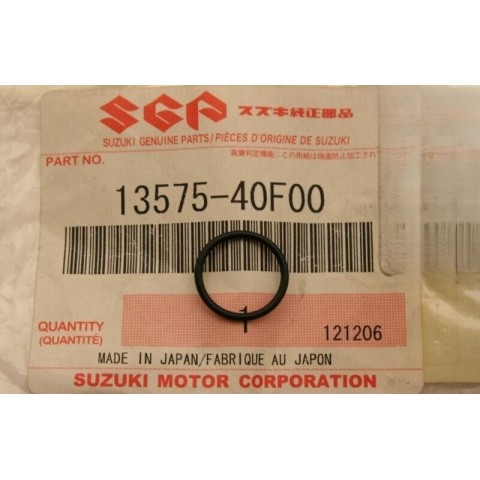 SGP スズキ純正部品
SUZUKI GENUINE PARTS/PIÈCES D'ORIGINE DE SUZUKI
PART NO.
13575-40F00
QUANTITY
(QUANTITÉ)
1
121206
MADE IN JAPAN/FABRIQUE AU JAPON
SUZUKI MOTOR CORPORATION